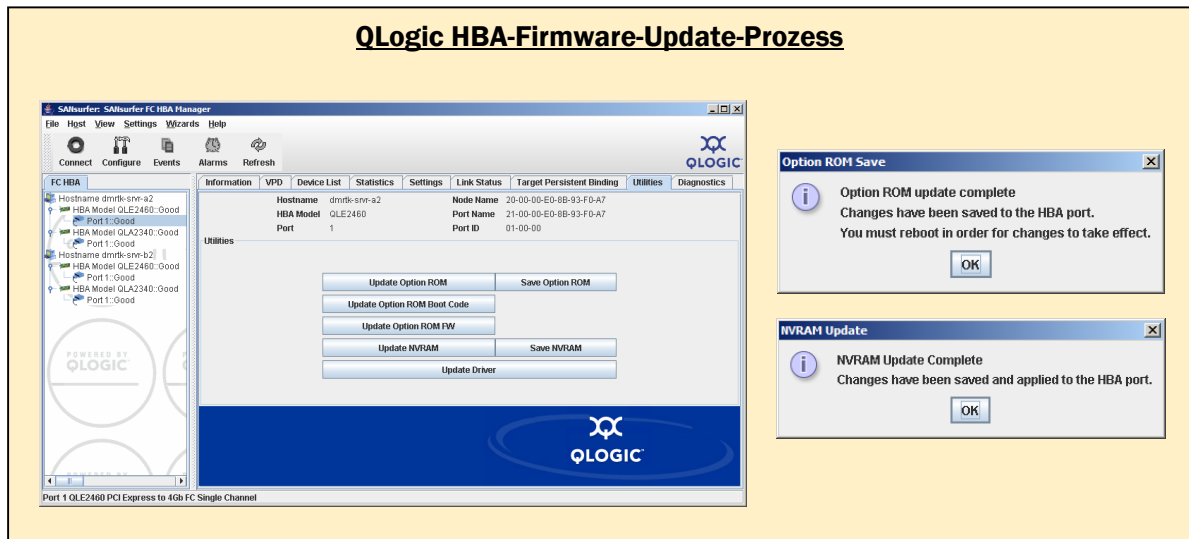 QLogic HBA-Firmware-Update-Prozess
SANsurfer: SANsurfer FC HBA Manager
File Host View Settings Wizards Help
Connect Configure Events Alarms Refresh
QLOGIC
FC HBA
Hostname dmrtk-srvr-a2
HBA Model QLE2460::Good
Port 1::Good
HBA Model QLA2340::Good
Port 1::Good
Hostname dmrtk-srvr-b2
HBA Model QLE2460::Good
Port 1::Good
HBA Model QLA2340::Good
Port 1::Good
POWERED BY
QLOGIC
POWERED BY
Information VPD Device List Statistics Settings Link Status Target Persistent Binding Utilities Diagnostics
Hostname dmrtk-srvr-a2 Node Name 20-00-00-E0-8B-93-F0-A7
HBA Model QLE2460 Port Name 21-00-00-E0-8B-93-F0-A7
Port 1 Port ID 01-00-00
Utilities
Update Option ROM Save Option ROM
Update Option ROM Boot Code
Update Option ROM FW
Update NVRAM Save NVRAM
Update Driver
QLOGIC
Port 1 QLE2460 PCI Express to 4Gb FC Single Channel
Option ROM Save
Option ROM update complete
Changes have been saved to the HBA port.
You must reboot in order for changes to take effect.
OK
NVRAM Update
NVRAM Update Complete
Changes have been saved and applied to the HBA port.
OK